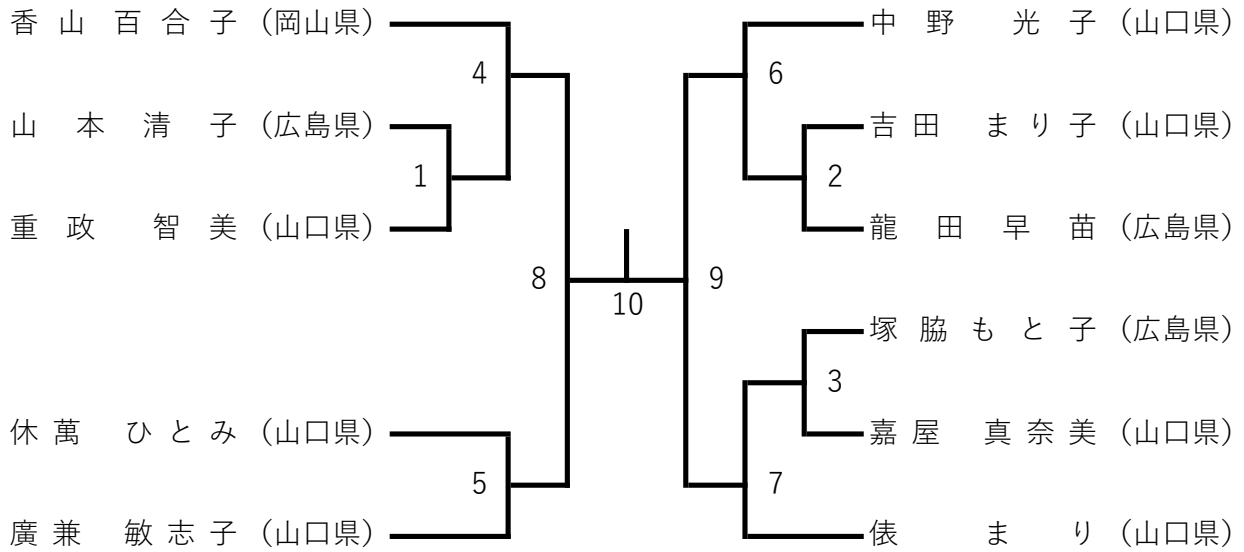 香山 百合子 (岡山県)
4
山本 清子 (広島県)
1
重政 智美 (山口県)
8
休萬 ひとみ (山口県)
5
廣兼 敏志子 (山口県)
10
中野 光子 (山口県)
6
吉田 まり子 (山口県)
2
龍田 早苗 (広島県)
9
塚脇 もと子 (広島県)
3
嘉屋 真奈美 (山口県)
7
俵 まり (山口県)